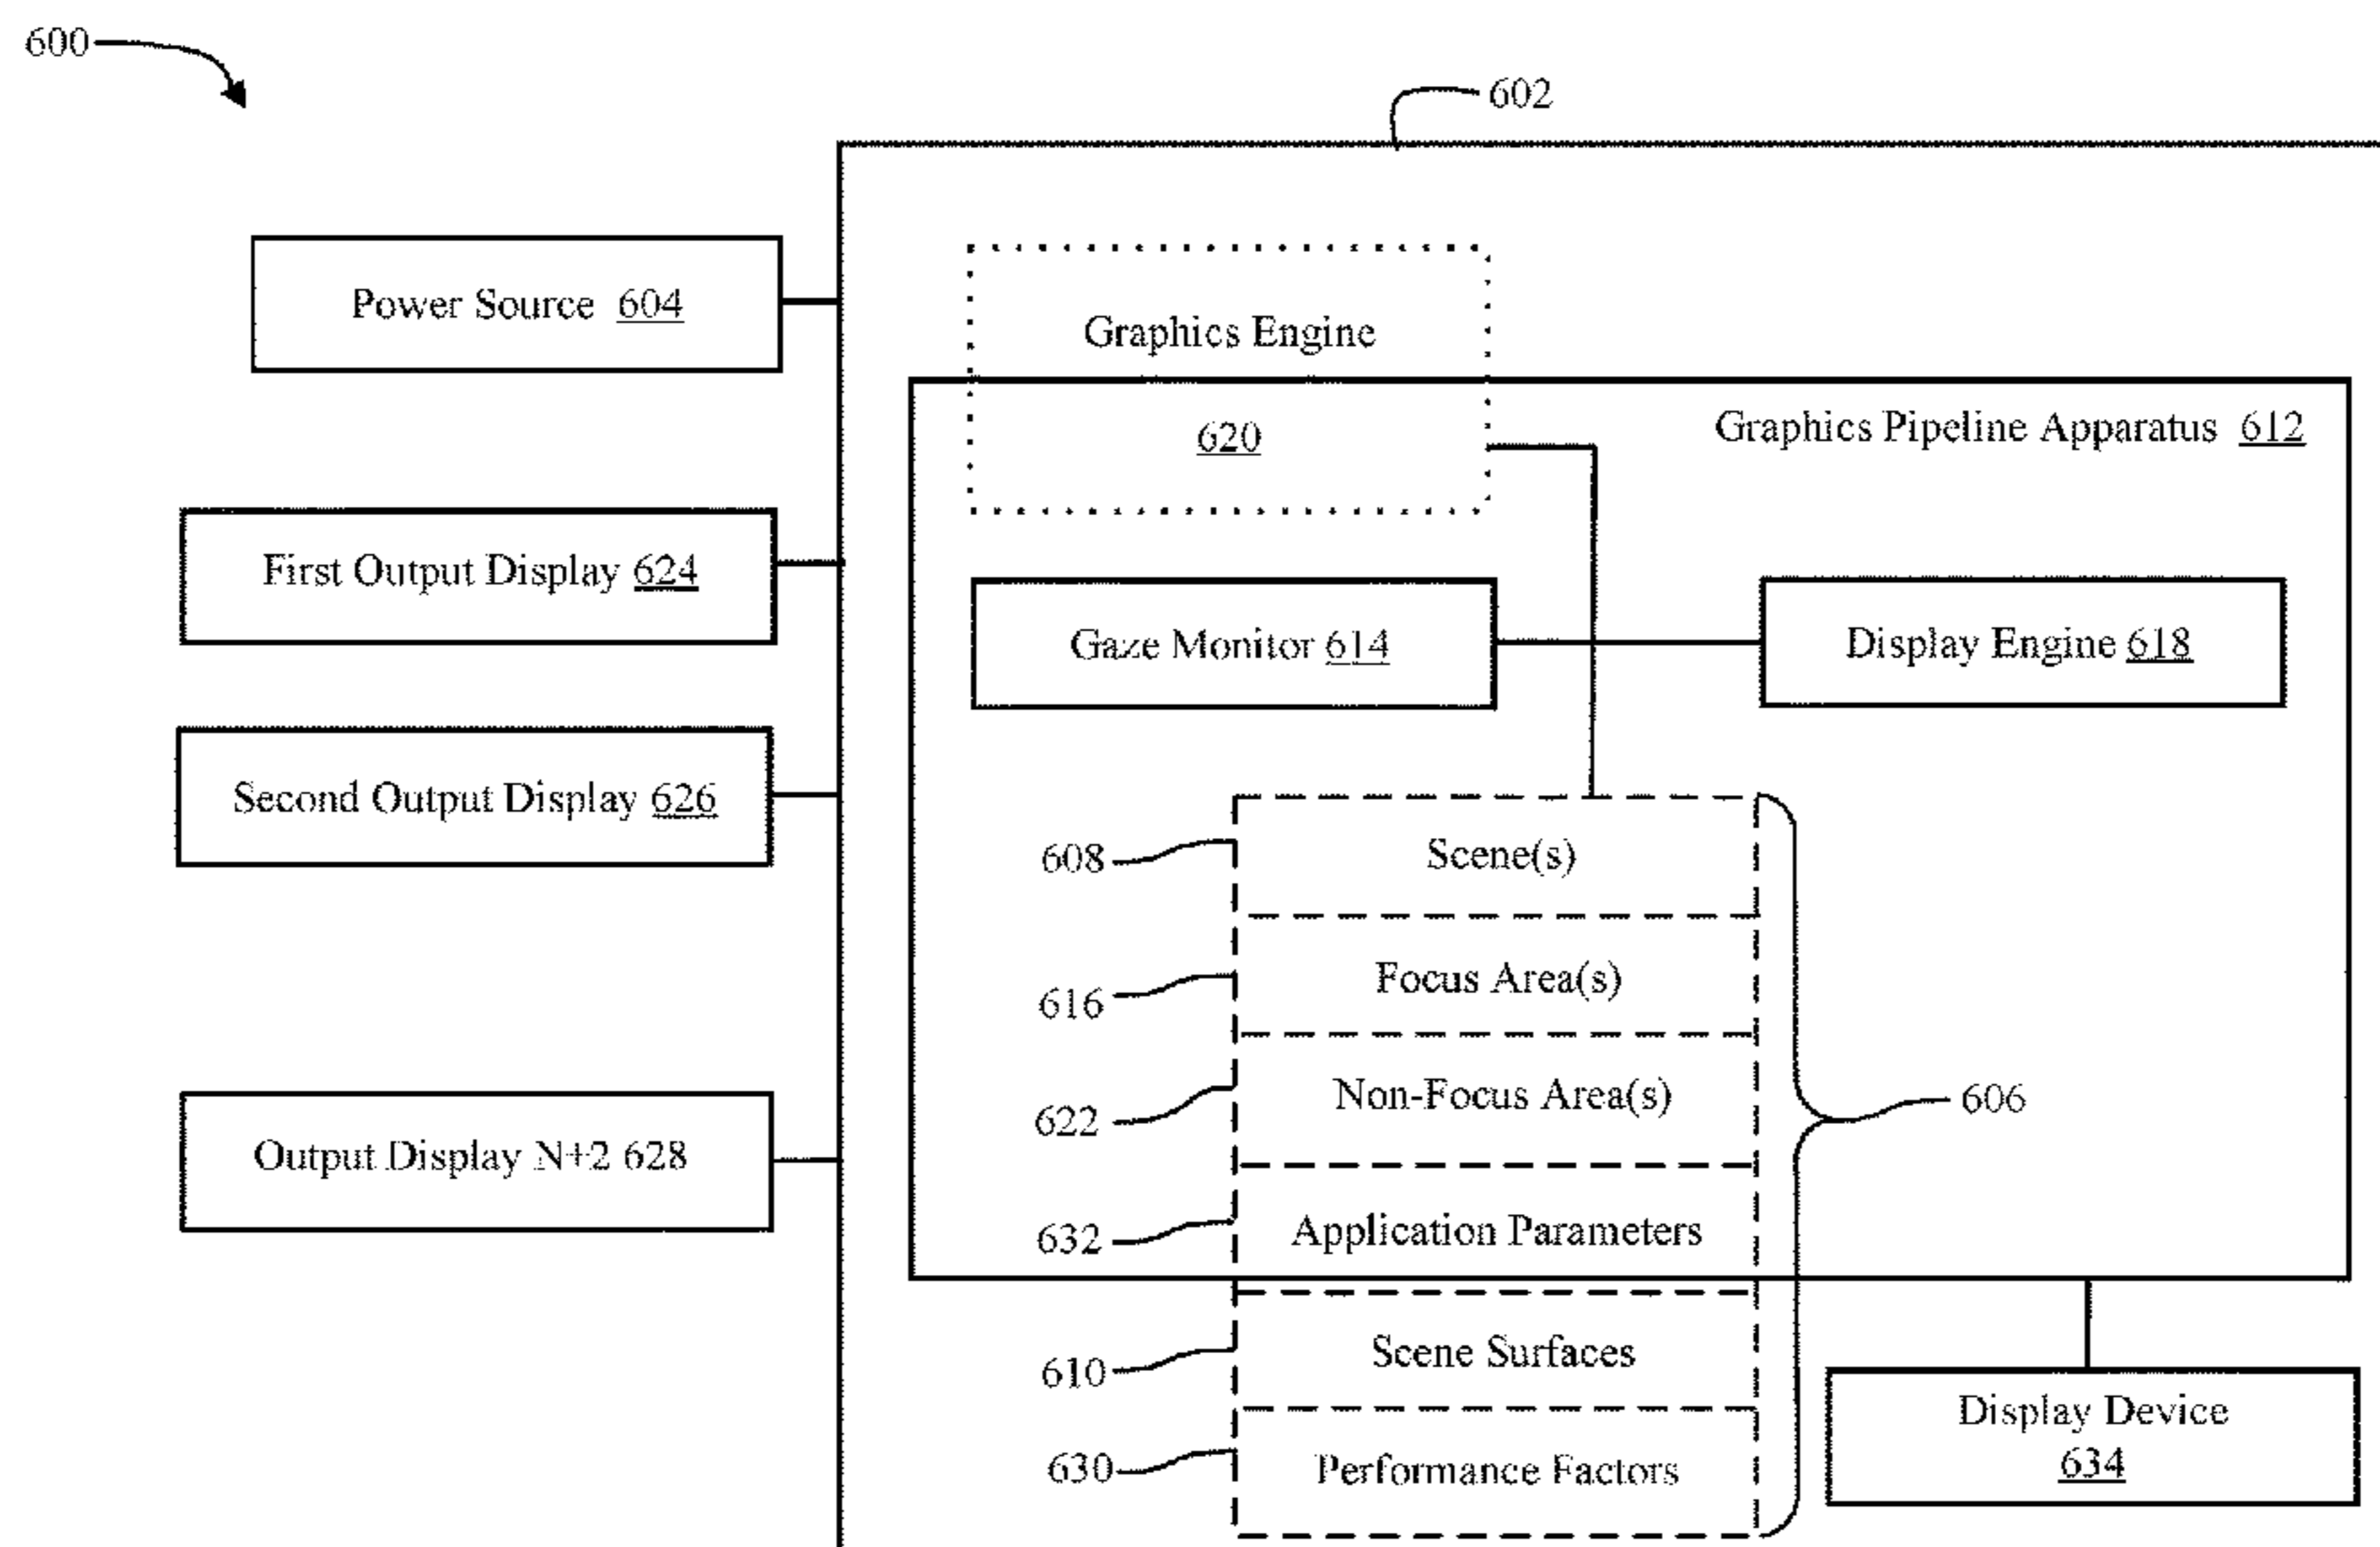 600
602
Power Source 604
Graphics Engine
620
Graphics Pipeline Apparatus 612
First Output Display 624
Gaze Monitor 614
Display Engine 618
Second Output Display 626
608
Scene(s)
616
Focus Area(s)
622
Non-Focus Area(s)
606
Output Display N+2 628
632
Application Parameters
610
Scene Surfaces
630
Performance Factors
Display Device
634